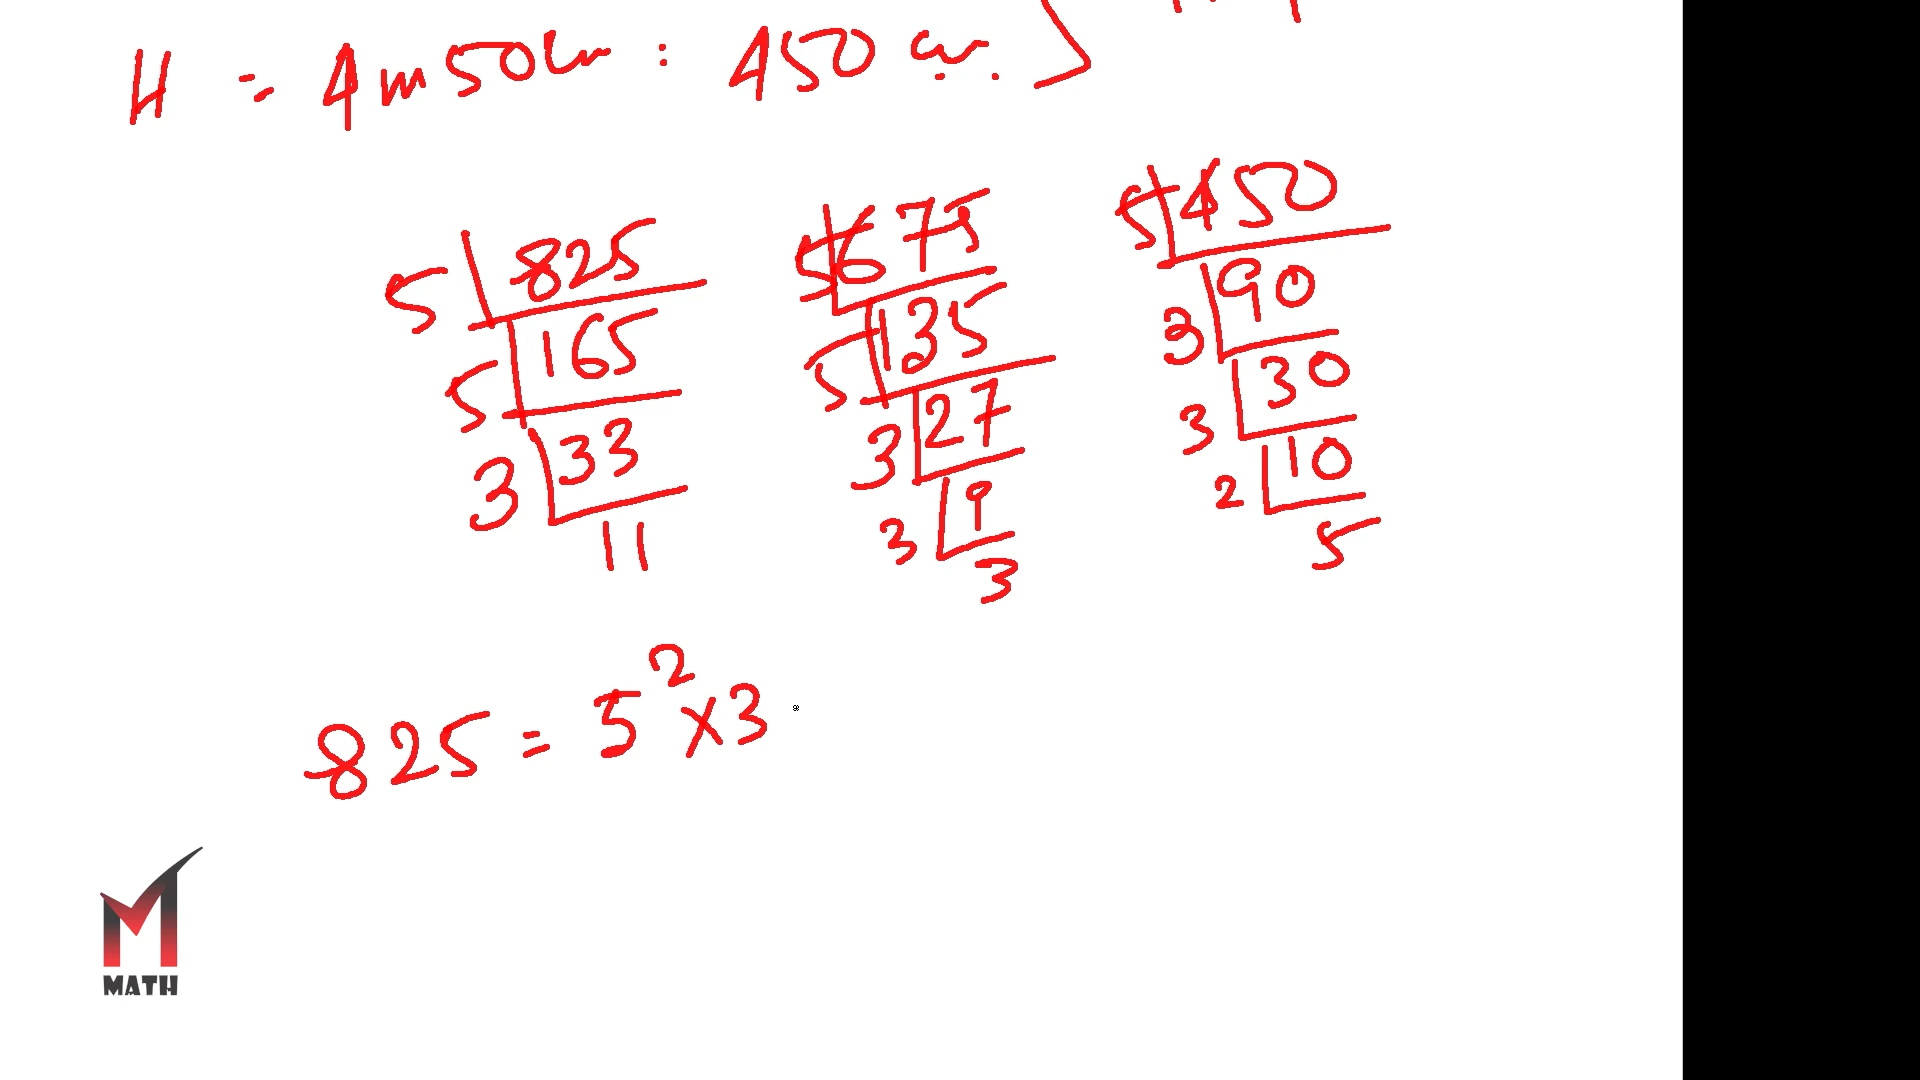 H = 4m50cm : 450 cm.
5 825 5 675 5 450
5 165 5 135 3 90
3 33 3 27 3 30
11 3 9 2 10
3 5
825 = 5² × 3
MATH